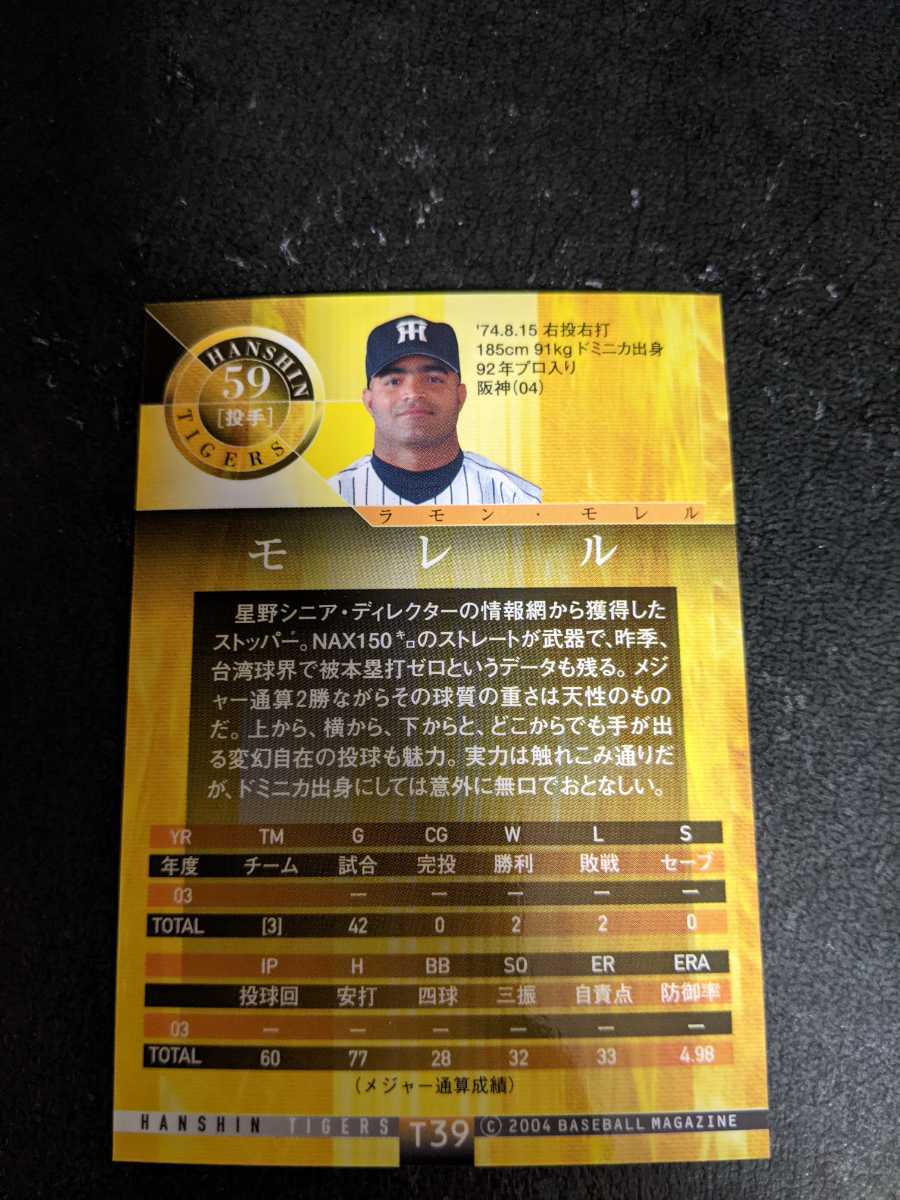 HANSHIN
59
[投手]
TIGERS
'74.8.15 右投右打
185cm 91kgドミニカ出身
92年プロ入り
阪神(04)
ラモン・モレル
モレル
星野シニア・ディレクターの情報網から獲得した
ストッパー。NAX150㌔のストレートが武器で、昨季、
台湾球界で被本塁打ゼロというデータも残る。メジ
ャー通算2勝ながらその球質の重さは天性のもの
だ。上から、横から、下からと、どこからでも手が出
る変幻自在の投球も魅力。実力は触れこみ通りだ
が、ドミニカ出身にしては意外に無口でおとなしい。
YR TM G CG W L S
年度 チーム 試合 完投 勝利 敗戦 セーブ
03 — — — — —
TOTAL [3] 42 0 2 2 0
IP H BB SO ER ERA
投球回 安打 四球 三振 自責点 防御率
03 — — — — — —
TOTAL 60 77 28 32 33 4.98
(メジャー通算成績)
HANSHIN TIGERS T39 © 2004 BASEBALL MAGAZINE